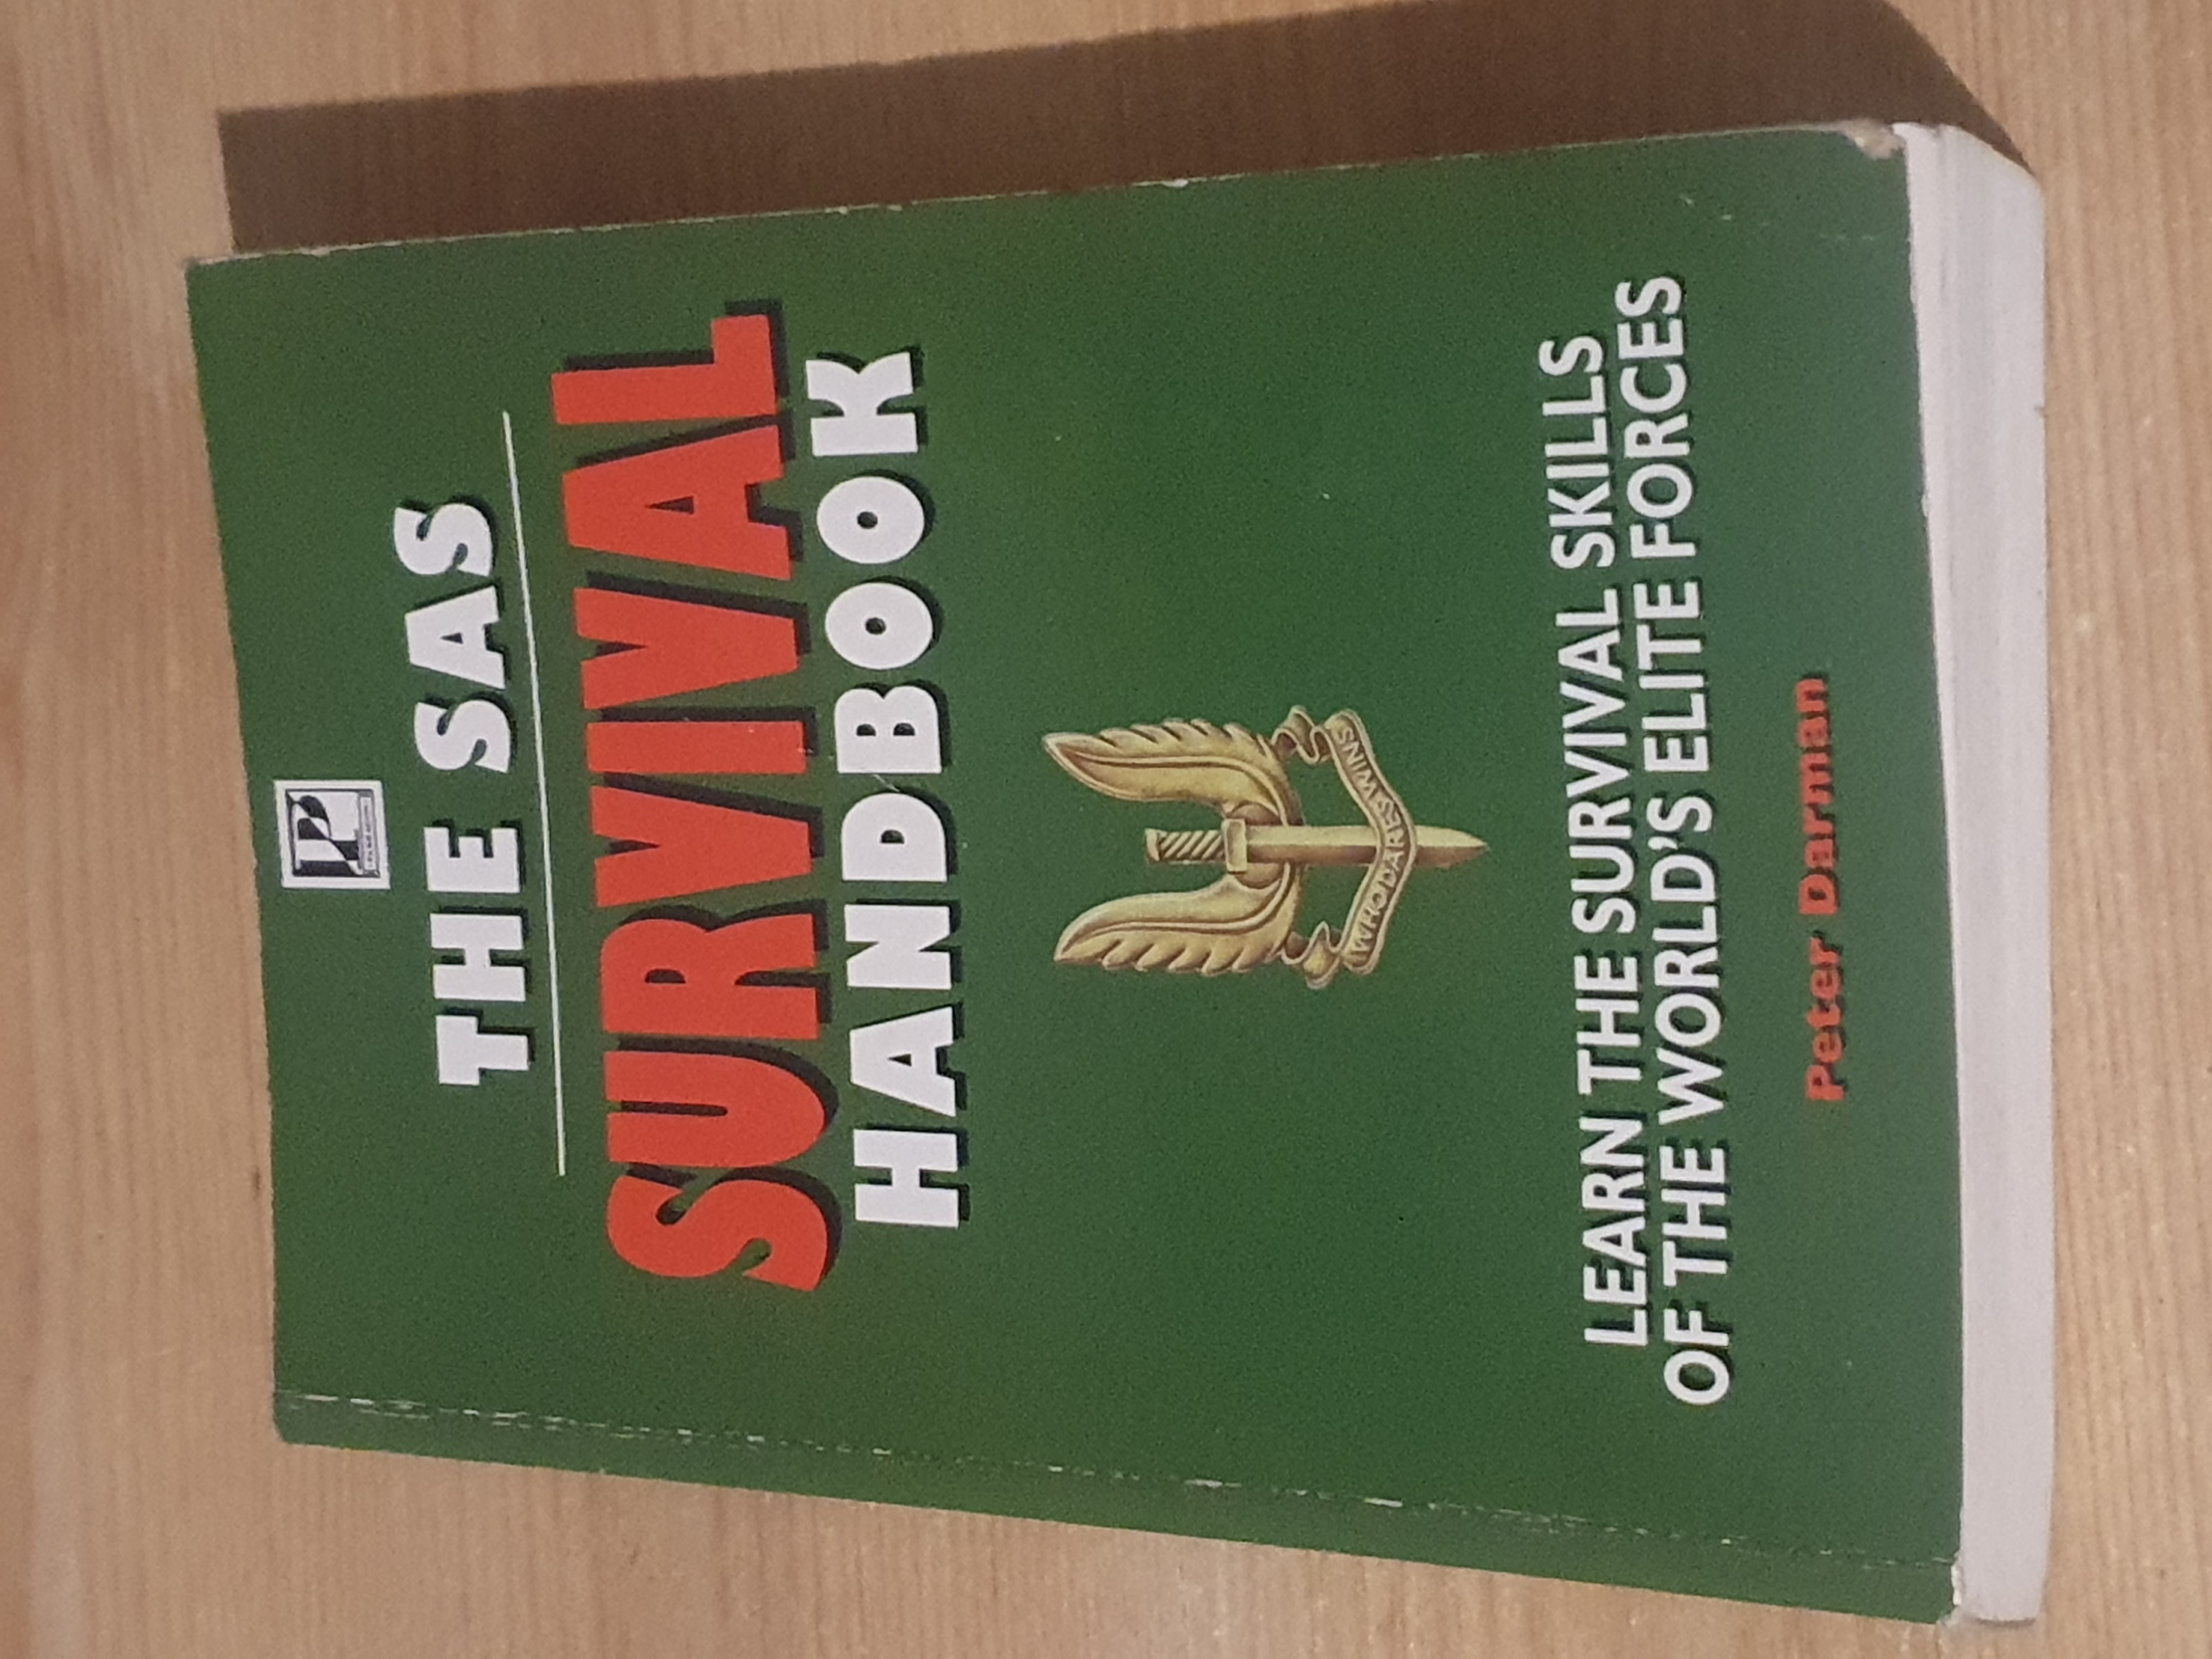 THE SAS
SURVIVAL
HANDBOOK
WHO DARES WINS
LEARN THE SURVIVAL SKILLS
OF THE WORLD'S ELITE FORCES
Peter Darman